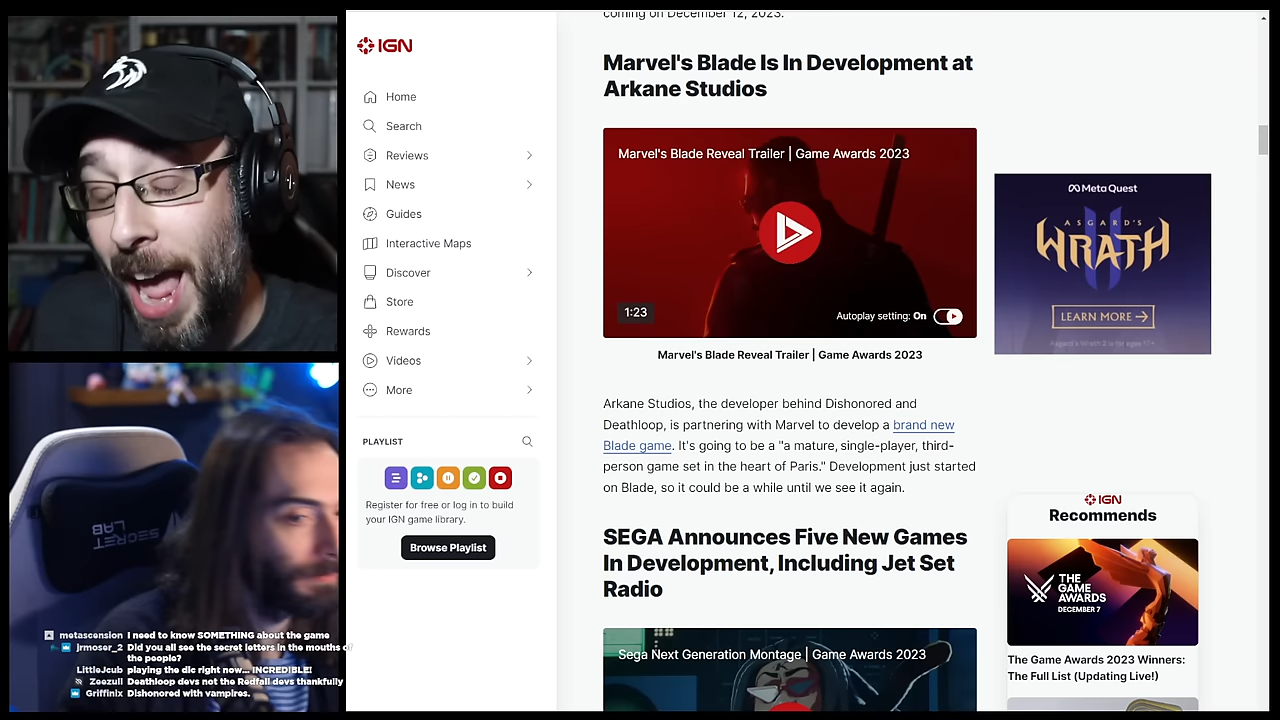 coming on December 12, 2023.
IGN
Home
Search
Reviews
News
Guides
Interactive Maps
Discover
Store
Rewards
Videos
More
PLAYLIST
Register for free or log in to build
your IGN game library.
Browse Playlist
Marvel's Blade Is In Development at
Arkane Studios
Marvel's Blade Reveal Trailer | Game Awards 2023
1:23
Autoplay setting: On
Marvel's Blade Reveal Trailer | Game Awards 2023
Arkane Studios, the developer behind Dishonored and
Deathloop, is partnering with Marvel to develop a brand new
Blade game. It's going to be a "a mature, single-player, third-
person game set in the heart of Paris." Development just started
on Blade, so it could be a while until we see it again.
SEGA Announces Five New Games
In Development, Including Jet Set
Radio
Sega Next Generation Montage | Game Awards 2023
Meta Quest
ASGARD'S
WRATH
LEARN MORE
IGN
Recommends
THE
GAME
AWARDS
DECEMBER 7
The Game Awards 2023 Winners:
The Full List (Updating Live!)
SECRET
LAB
metascension I need to know SOMETHING about the game
jrmoser_2 Did you all see the secret letters in the mouths of
the people?
LittleJcub playing the dlc right now... INCREDIBLE!
Zeezull Deathloop devs not the Redfall devs thankfully
Griffinix Dishonored with vampires.